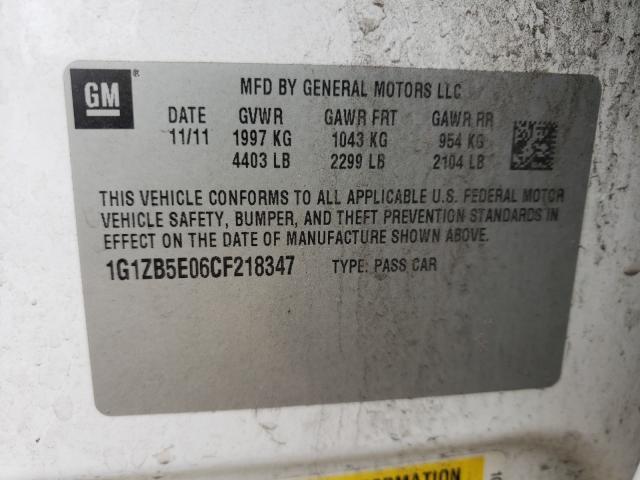 GM
®
MFD BY GENERAL MOTORS LLC
DATE GVWR GAWR FRT GAWR RR
11/11 1997 KG 1043 KG 954 KG
4403 LB 2299 LB 2104 LB
THIS VEHICLE CONFORMS TO ALL APPLICABLE U.S. FEDERAL MOTOR
VEHICLE SAFETY, BUMPER, AND THEFT PREVENTION STANDARDS IN
EFFECT ON THE DATE OF MANUFACTURE SHOWN ABOVE.
1G1ZB5E06CF218347 TYPE: PASS CAR